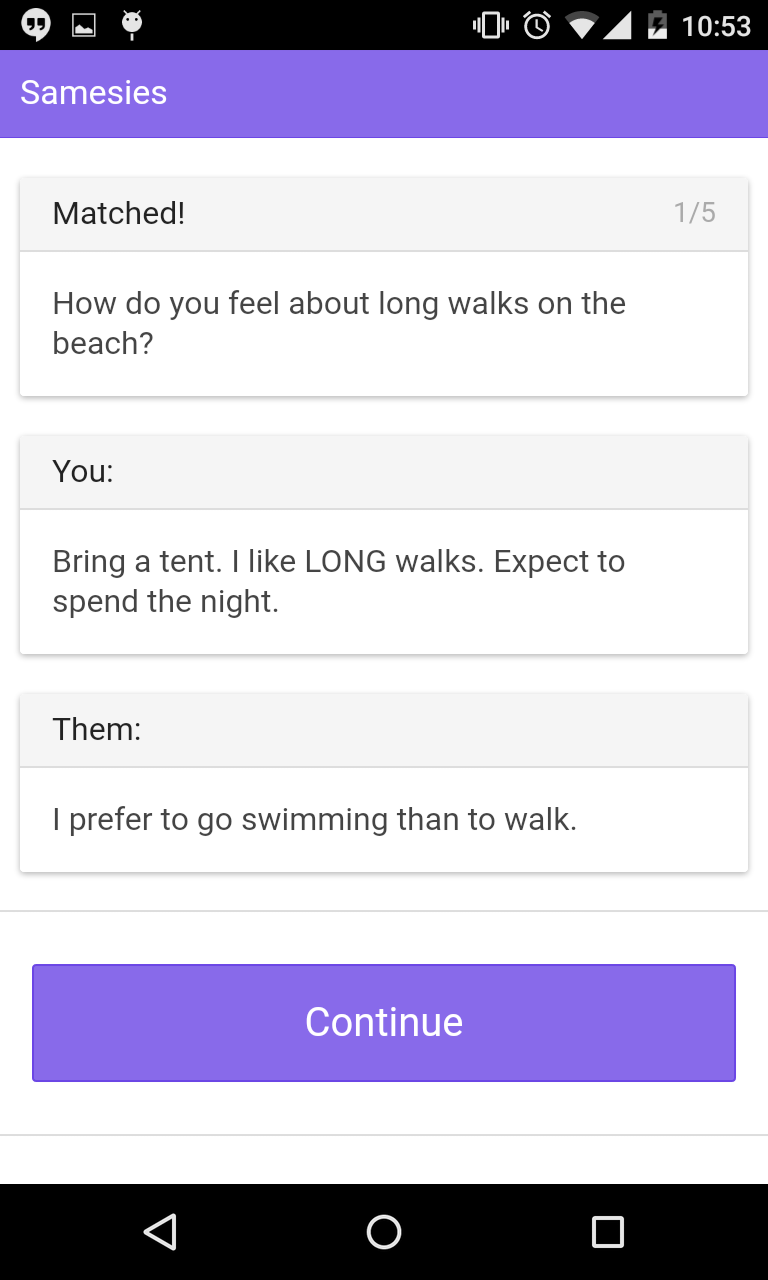 10:53
Samesies
Matched!
1/5
How do you feel about long walks on the
beach?
You:
Bring a tent. I like LONG walks. Expect to
spend the night.
Them:
I prefer to go swimming than to walk.
Continue